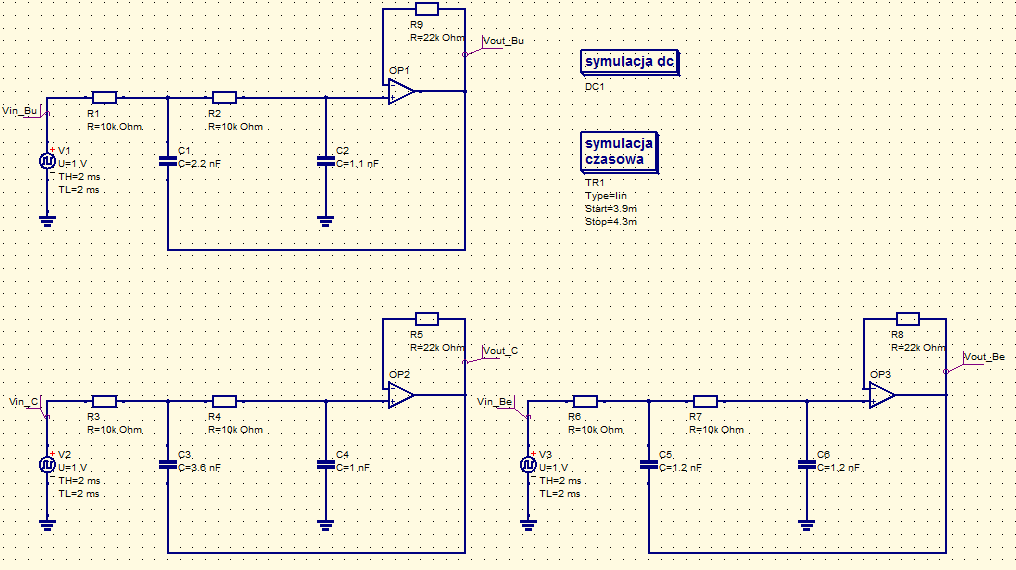 R9
R=22k Ohm
Vout_Bu
OP1
Vin_Bu
R1
R=10k Ohm
R2
R=10k Ohm
V1
U=1 V
TH=2 ms
TL=2 ms
C1
C=2.2 nF
C2
C=1.1 nF
symulacja dc
DC1
symulacja
czasowa
TR1
Type=lin
Start=3.9m
Stop=4.3m
R5
R=22k Ohm
Vout_C
OP2
Vin_C
R3
R=10k Ohm
R4
R=10k Ohm
V2
U=1 V
TH=2 ms
TL=2 ms
C3
C=3.6 nF
C4
C=1 nF
R8
R=22k Ohm
Vout_Be
OP3
Vin_Be
R6
R=10k Ohm
R7
R=10k Ohm
V3
U=1 V
TH=2 ms
TL=2 ms
C5
C=1.2 nF
C6
C=1.2 nF